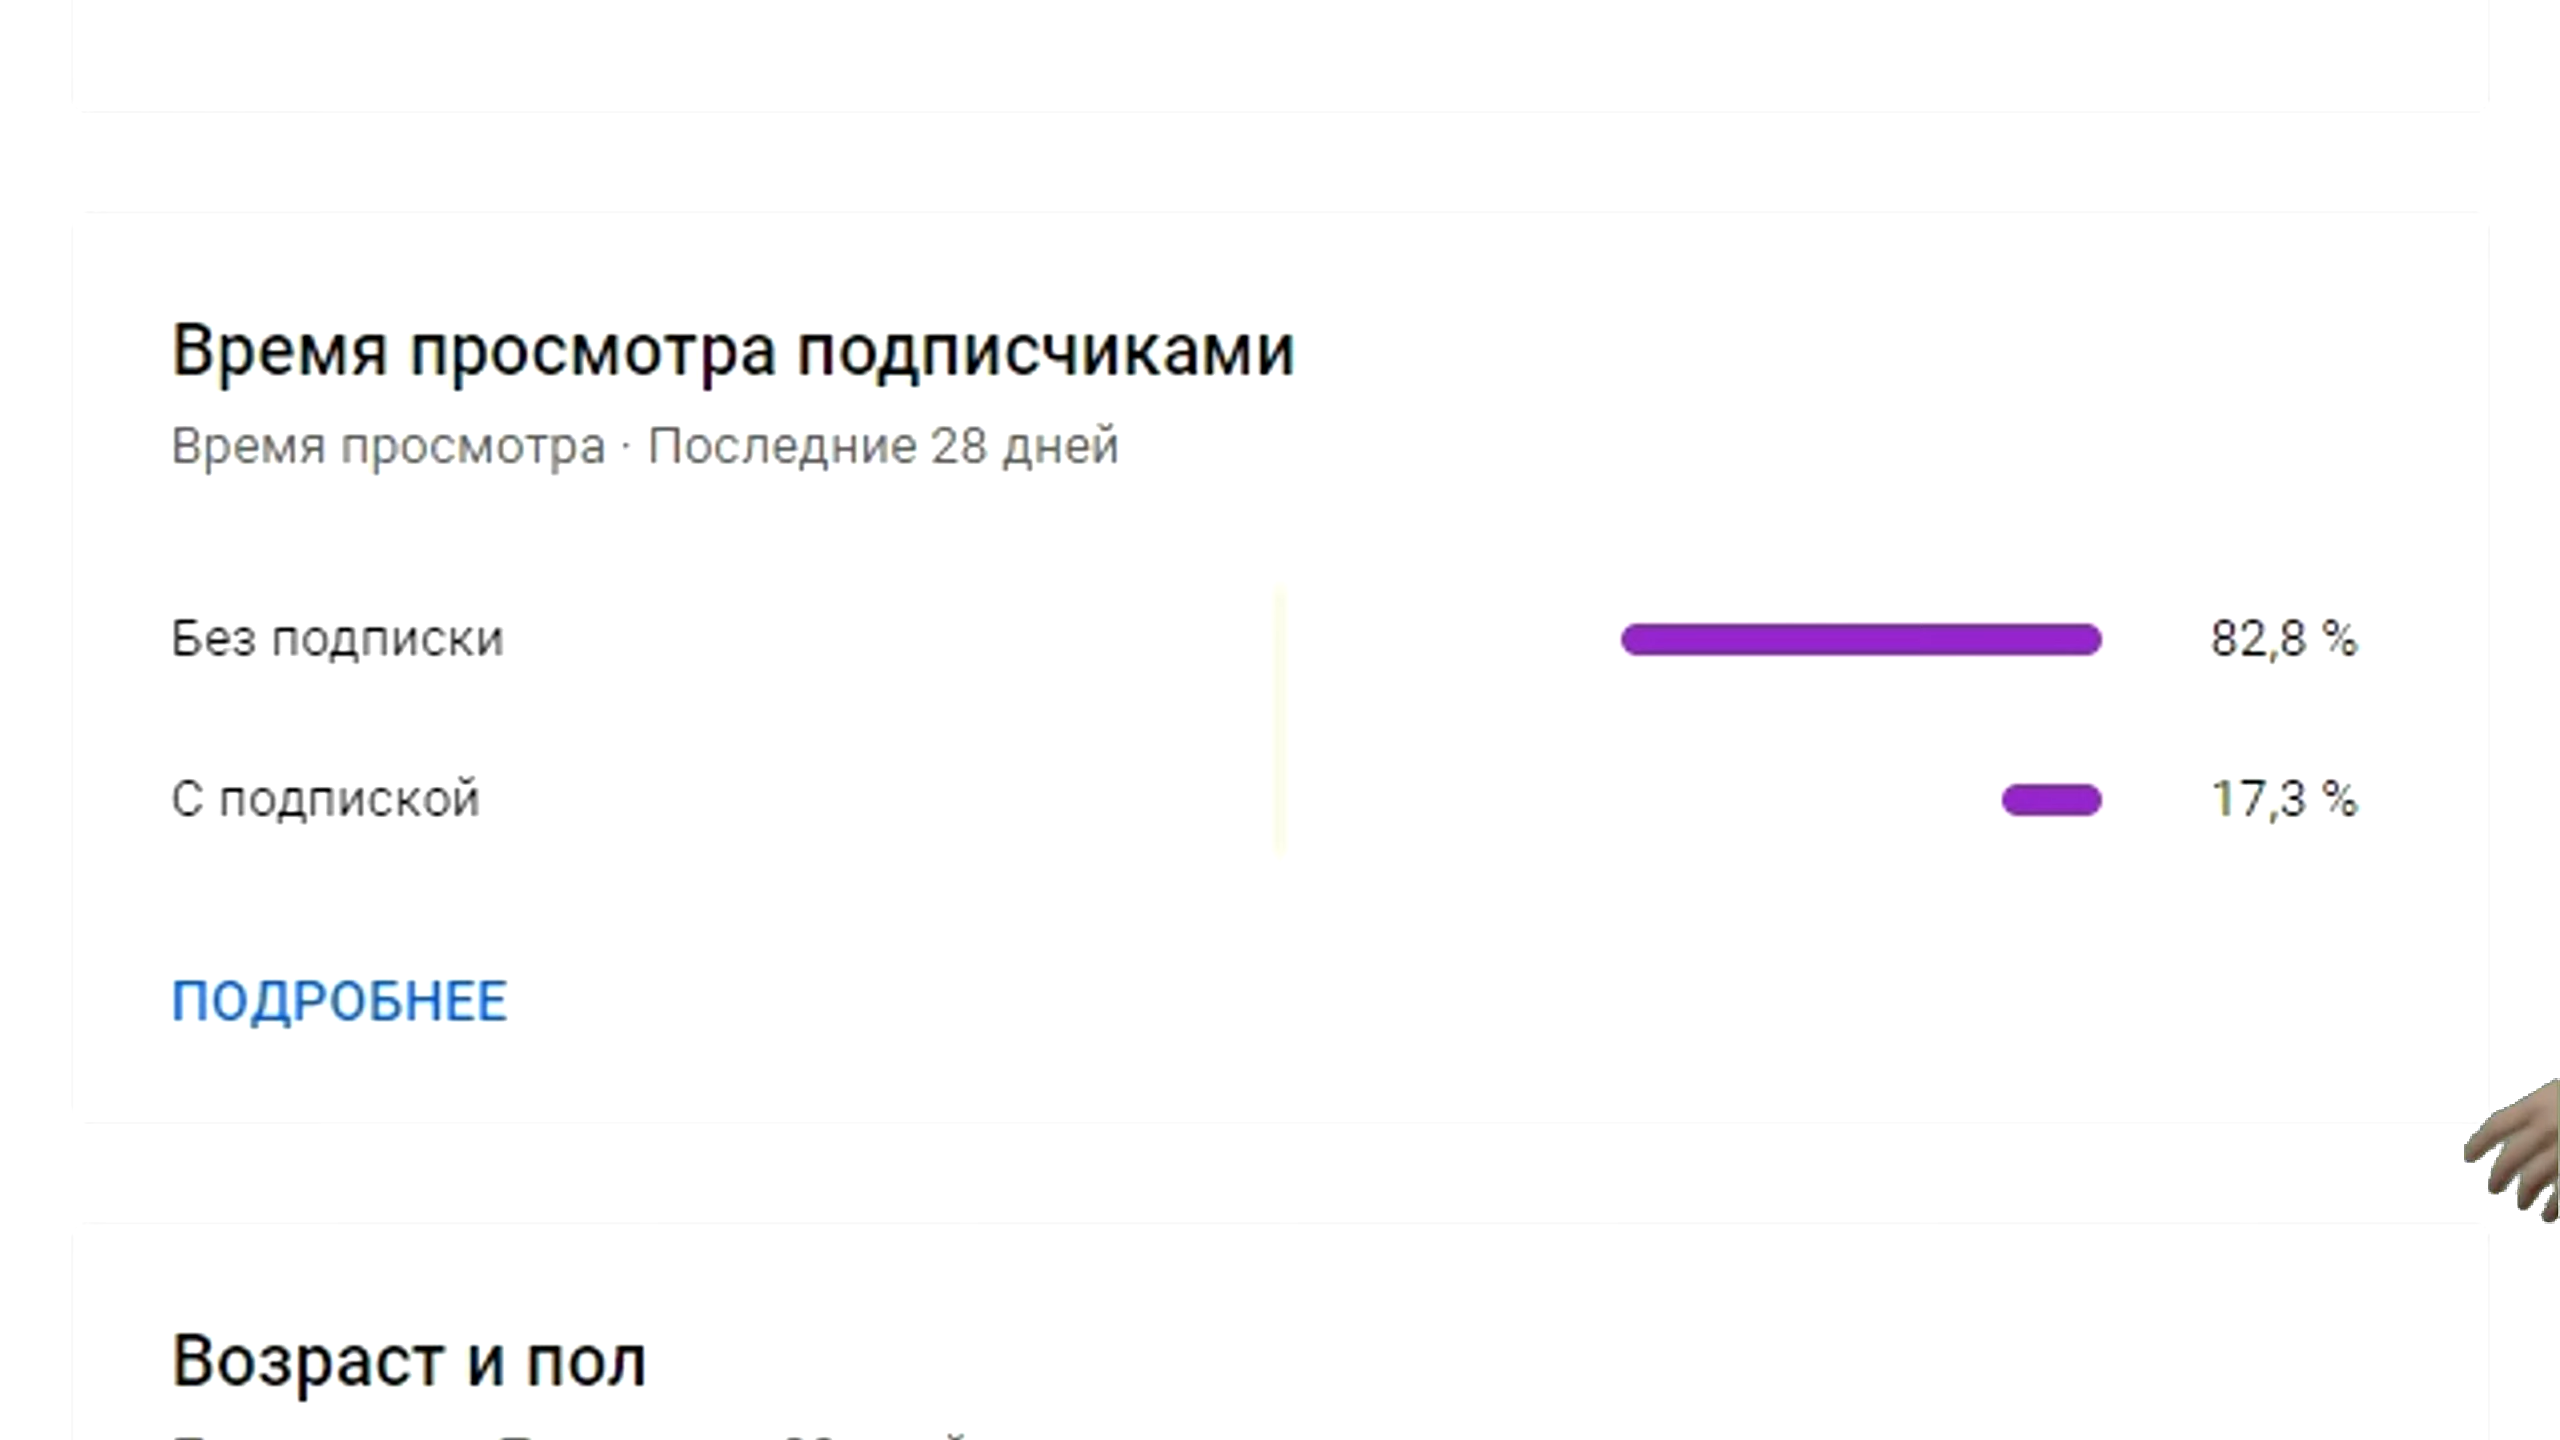 Время просмотра подписчиками
Время просмотра · Последние 28 дней
Без подписки 82,8 %
С подпиской 17,3 %
ПОДРОБНЕЕ
Возраст и пол